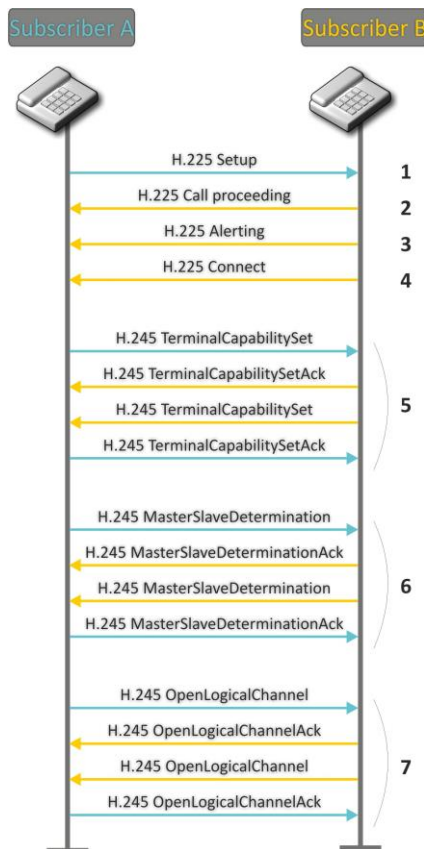 Subscriber A
Subscriber B
H.225 Setup
1
H.225 Call proceeding
2
H.225 Alerting
3
H.225 Connect
4
H.245 TerminalCapabilitySet
H.245 TerminalCapabilitySetAck
5
H.245 TerminalCapabilitySet
H.245 TerminalCapabilitySetAck
H.245 MasterSlaveDetermination
H.245 MasterSlaveDeterminationAck
6
H.245 MasterSlaveDetermination
H.245 MasterSlaveDeterminationAck
H.245 OpenLogicalChannel
H.245 OpenLogicalChannelAck
7
H.245 OpenLogicalChannel
H.245 OpenLogicalChannelAck